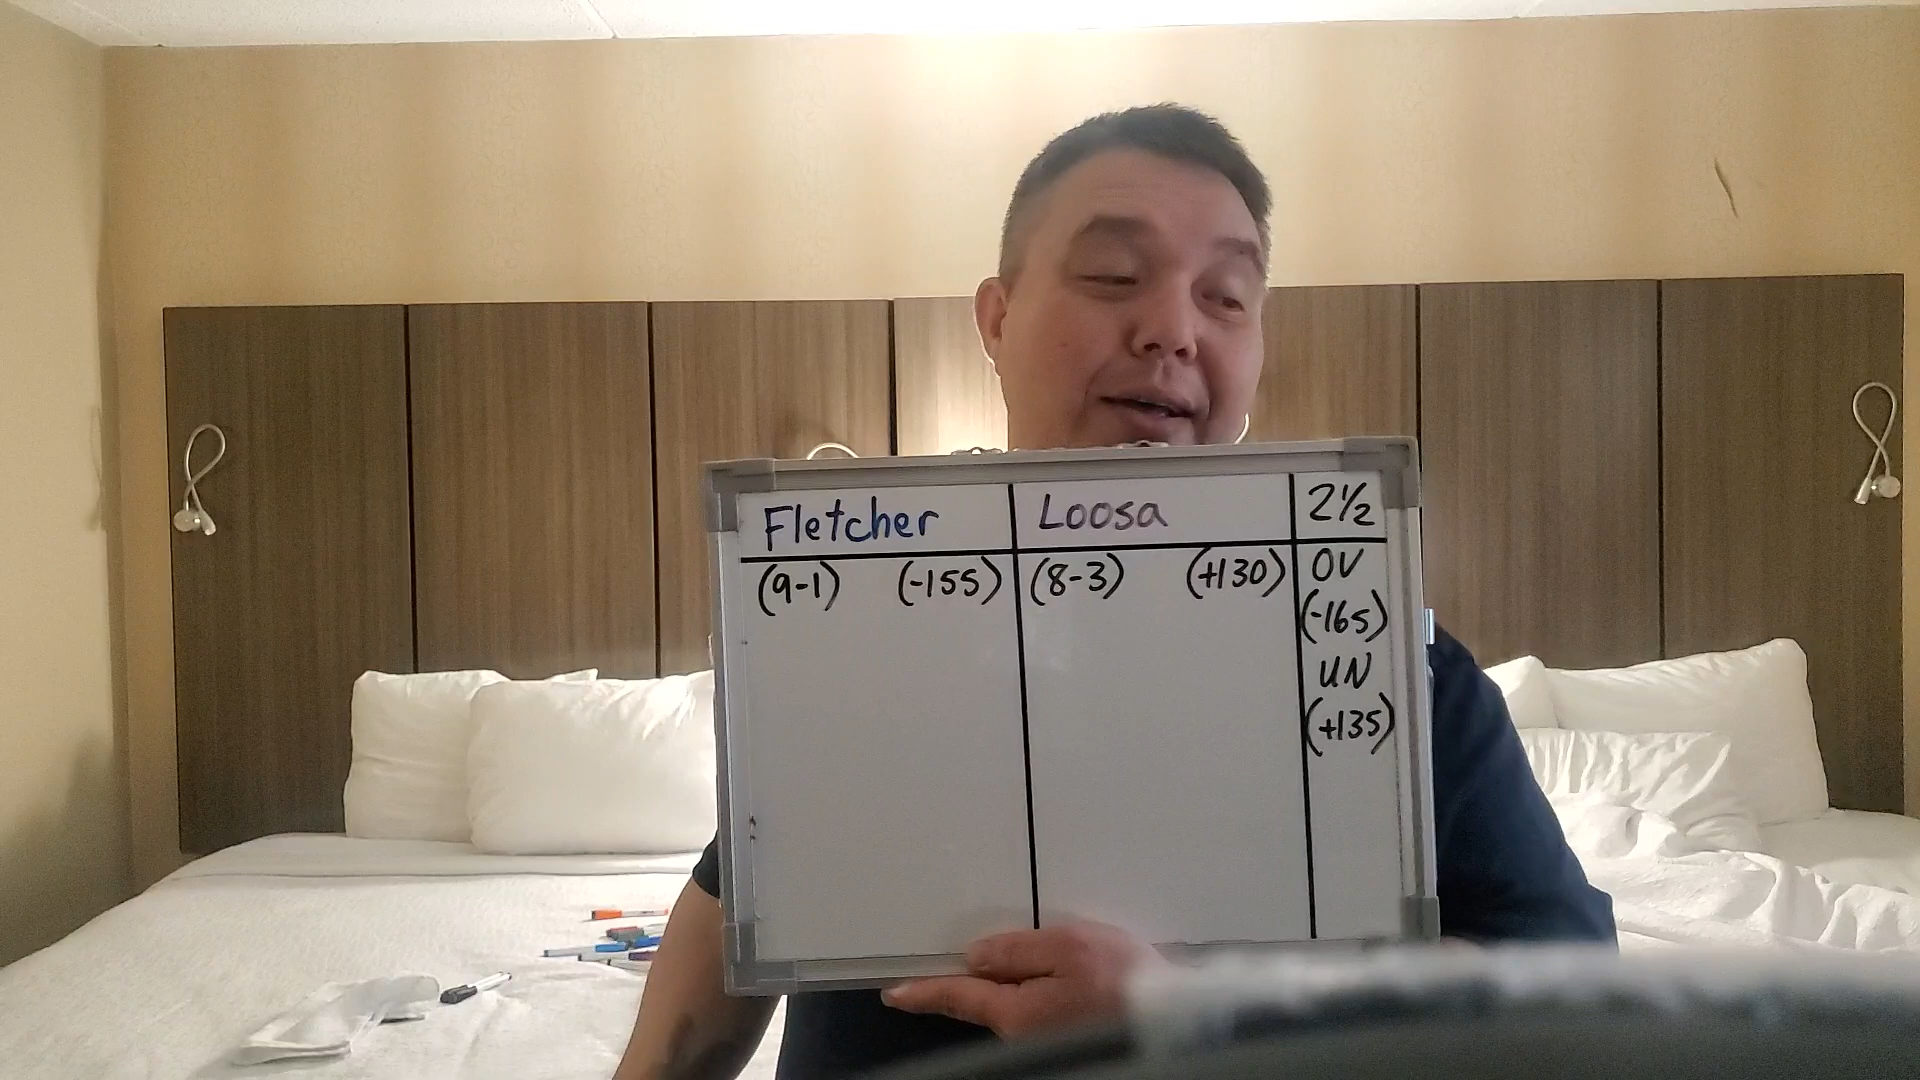 Fletcher
(9-1) (-155)
Loosa
(8-3) (+130)
2½
OV
(-165)
UN
(+135)